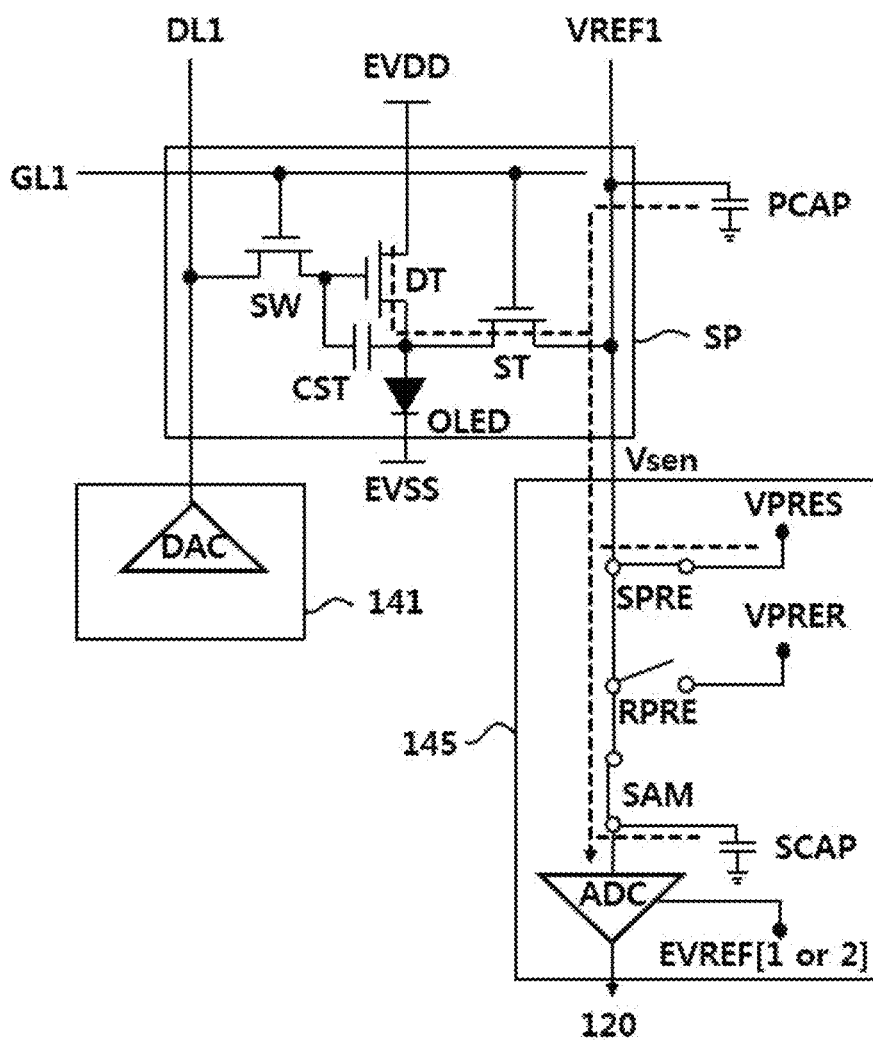 DL1
VREF1
EVDD
GL1
PCAP
DT
SW
SP
ST
CST
OLED
Vsen
EVSS
VPRES
DAC
SPRE
141
VPRER
RPRE
145
SAM
SCAP
ADC
EVREF[1 or 2]
120